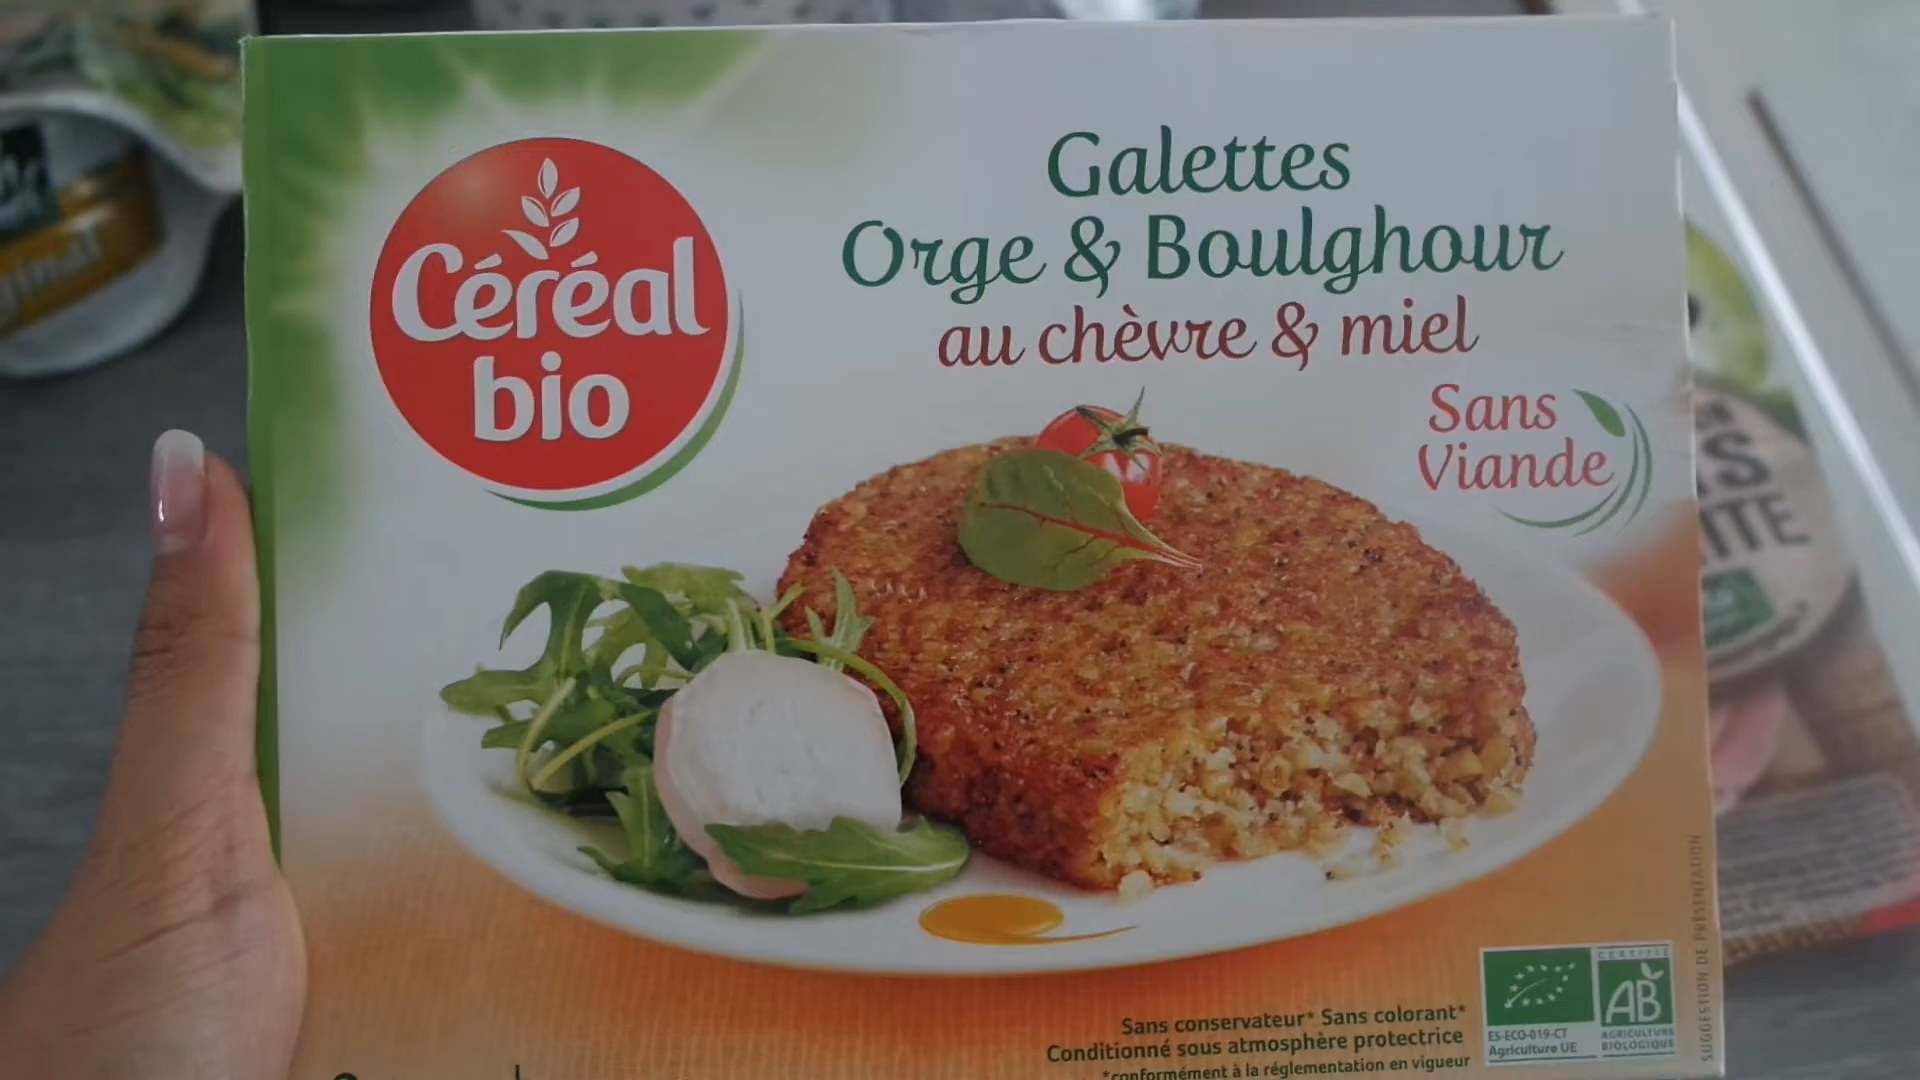 Céréal
bio
Galettes
Orge & Boulghour
au chèvre & miel
Sans
Viande
Sans conservateur* Sans colorant*
Conditionné sous atmosphère protectrice
*conformément à la réglementation en vigueur
ES-ECO-019-CT
Agriculture UE
CERTIFIÉ
AB
AGRICULTURE
BIOLOGIQUE
SUGGESTION DE PRÉSENTATION